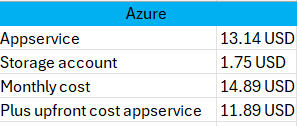 Azure
Appservice 13.14 USD
Storage account 1.75 USD
Monthly cost 14.89 USD
Plus upfront cost appservice 11.89 USD